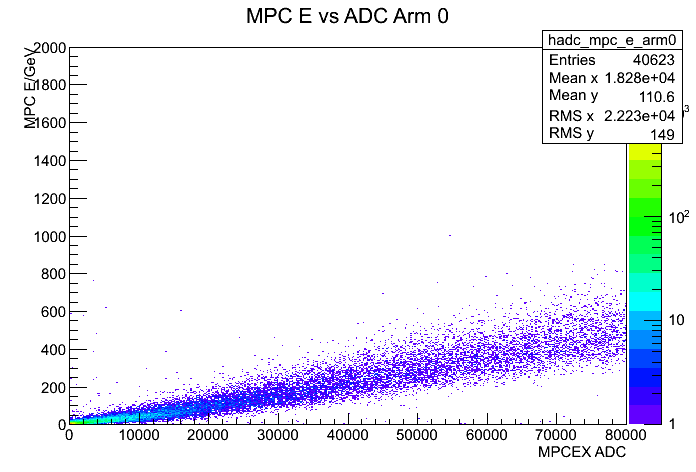 MPC E vs ADC Arm 0
hadc_mpc_e_arm0
Entries 40623
Mean x 1.828e+04
Mean y 110.6
RMS x 2.223e+04
RMS y 149
MPC E/GeV
2000
1800
1600
1400
1200
1000
800
600
400
200
0
0 10000 20000 30000 40000 50000 60000 70000 80000
MPCEX ADC
10²
10
1